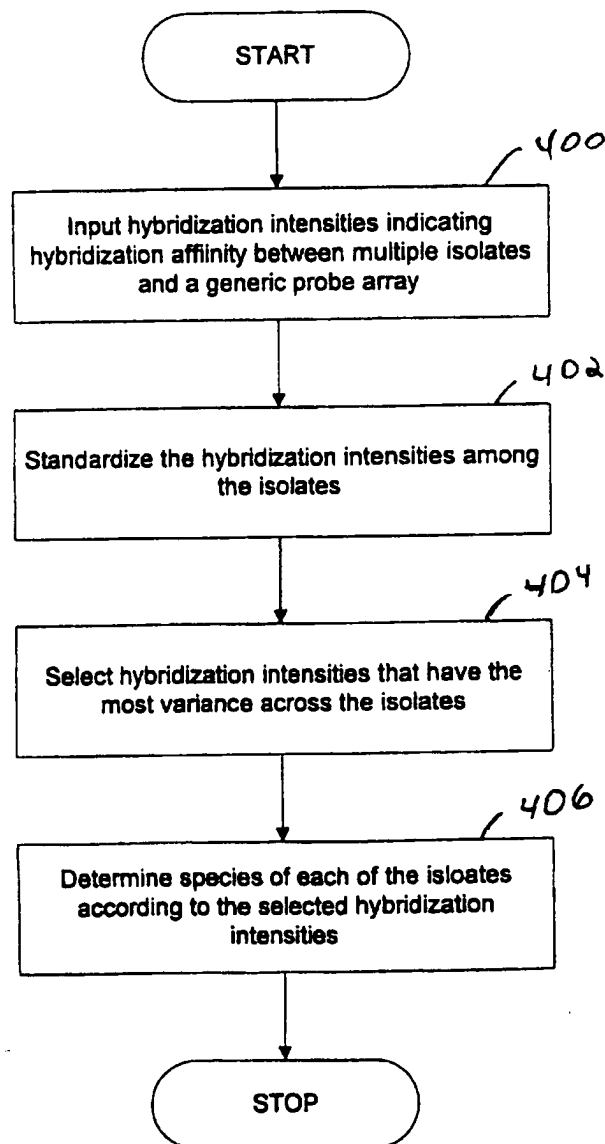 START
400
Input hybridization intensities indicating
hybridization affiinity between multiple isolates
and a generic probe array
402
Standardize the hybridization intensities among
the isolates
404
Select hybridization intensities that have the
most variance across the isolates
406
Determine species of each of the isloates
according to the selected hybridization
intensities
STOP